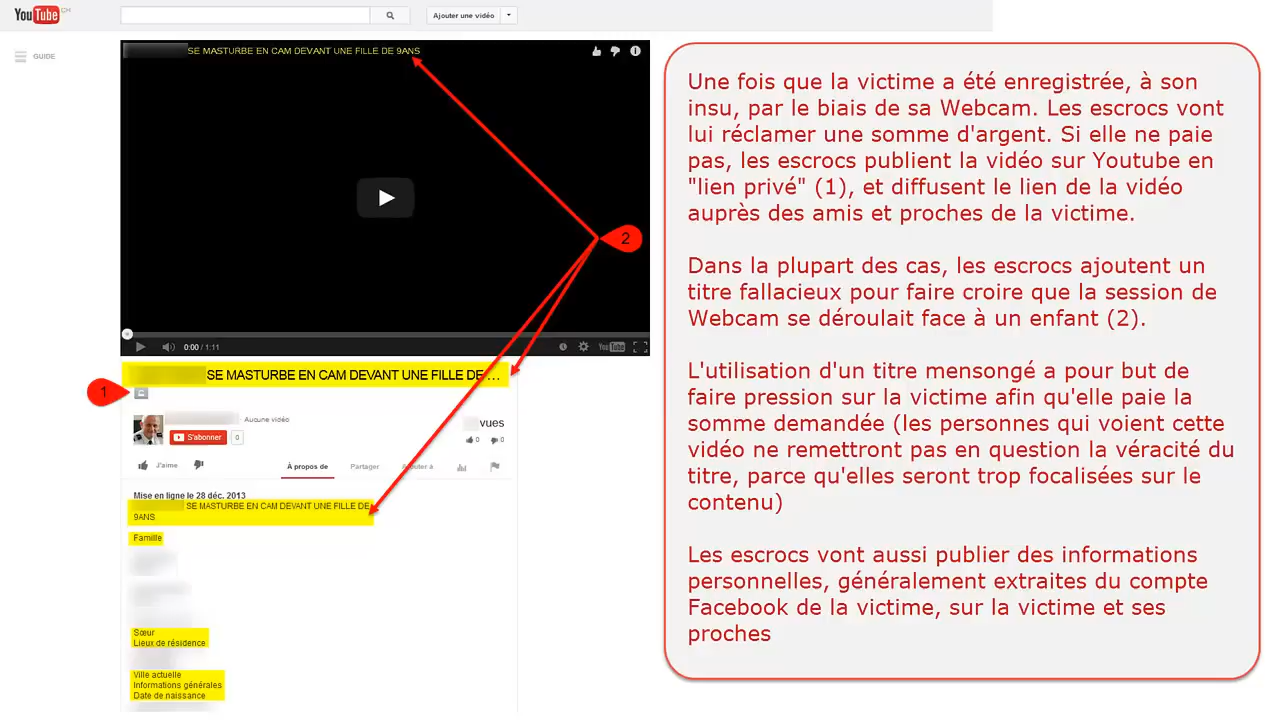 YouTube CH
Ajouter une vidéo
GUIDE
SE MASTURBE EN CAM DEVANT UNE FILLE DE 9ANS
2
0:00 / 1:11
YouTube
SE MASTURBE EN CAM DEVANT UNE FILLE DE ...
1
Aucune vidéo
S'abonner 0
vues
0 0
J'aime
À propos de Partager Ajouter à
Mise en ligne le 28 déc. 2013
SE MASTURBE EN CAM DEVANT UNE FILLE DE
9ANS
Famille
Sœur
Lieux de résidence
Ville actuelle
Informations générales
Date de naissance
Une fois que la victime a été enregistrée, à son
insu, par le biais de sa Webcam. Les escrocs vont
lui réclamer une somme d'argent. Si elle ne paie
pas, les escrocs publient la vidéo sur Youtube en
"lien privé" (1), et diffusent le lien de la vidéo
auprès des amis et proches de la victime.
Dans la plupart des cas, les escrocs ajoutent un
titre fallacieux pour faire croire que la session de
Webcam se déroulait face à un enfant (2).
L'utilisation d'un titre mensongé a pour but de
faire pression sur la victime afin qu'elle paie la
somme demandée (les personnes qui voient cette
vidéo ne remettront pas en question la véracité du
titre, parce qu'elles seront trop focalisées sur le
contenu)
Les escrocs vont aussi publier des informations
personnelles, généralement extraites du compte
Facebook de la victime, sur la victime et ses
proches